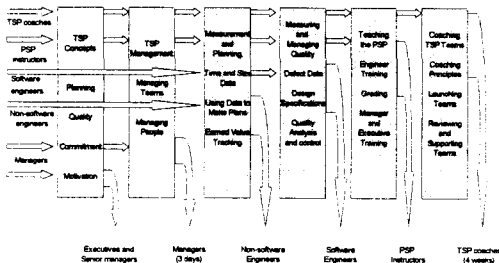 TSP coaches
PSP
instructors
Software
engineers
Non-software
engineers
Managers
TSP
Concepts
Planning
Quality
Commitment
Motivation
TSP
Management
Managing
Teams
Managing
People
Measurement
and
Planning.
Time and Size
Data
Using Data to
Make Plans
Earned Value
Tracking
Measuring
and
Managing
Quality
Defect Data
Design
Specifications
Quality
Analysis
and control
Teaching
the PSP
Engineer
Training
Grading
Manager
and
Executive
Training
Coaching
TSP Teams
Coaching
Principles
Launching
Teams
Reviewing
and
Supporting
Teams
Executives and
Senior managers
Managers
(3 days)
Non-software
Engineers
Software
Engineers
PSP
Instructors
TSP coaches
(4 weeks)